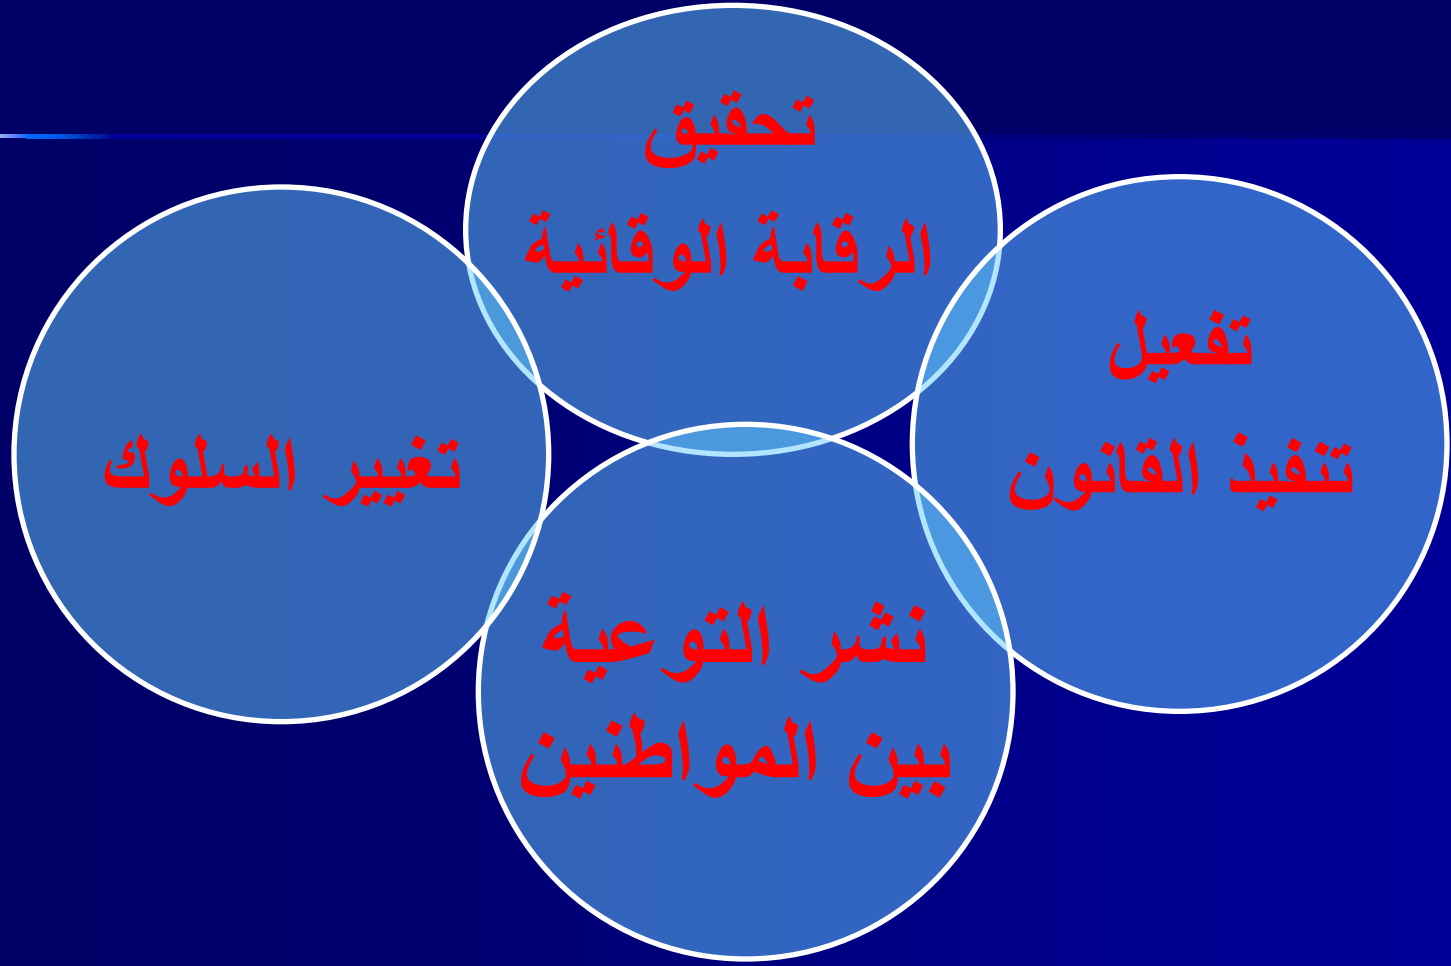 تحقيق
الرقابة الوقائية
تفعيل
تنفيذ القانون
تغيير السلوك
نشر التوعية
بين المواطنين